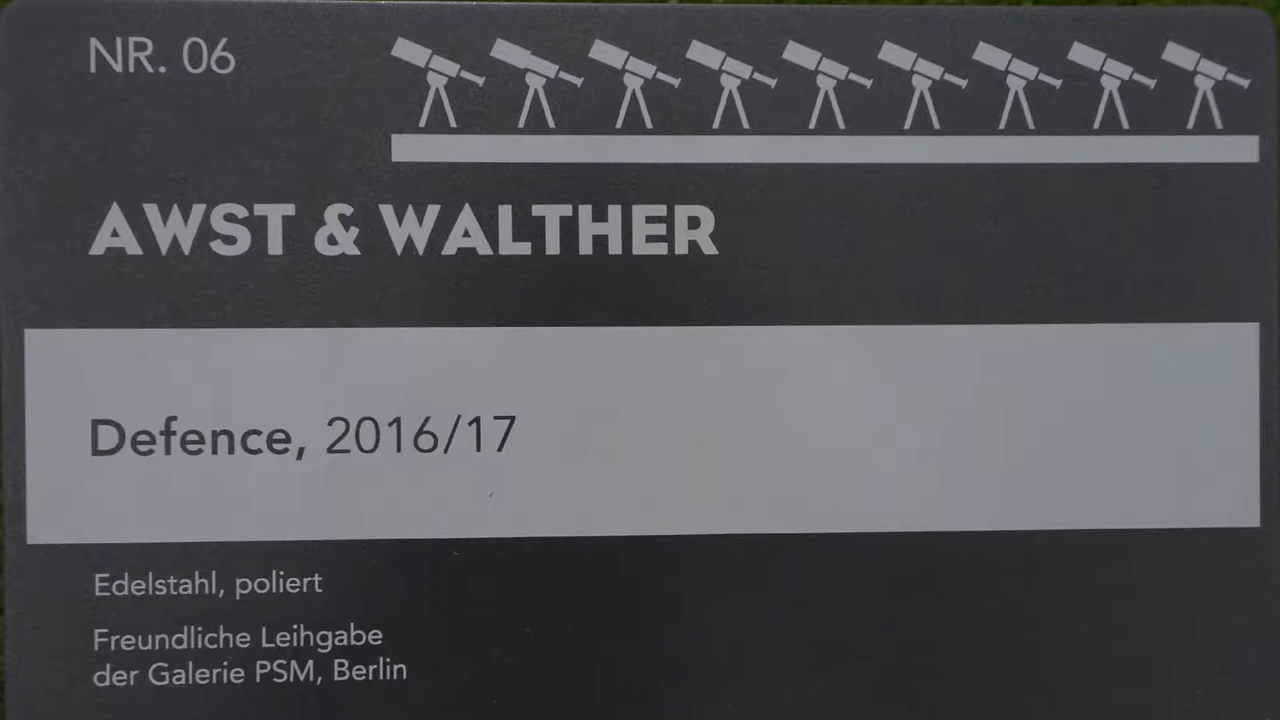 NR. 06
AWST & WALTHER
Defence, 2016/17
Edelstahl, poliert
Freundliche Leihgabe
der Galerie PSM, Berlin